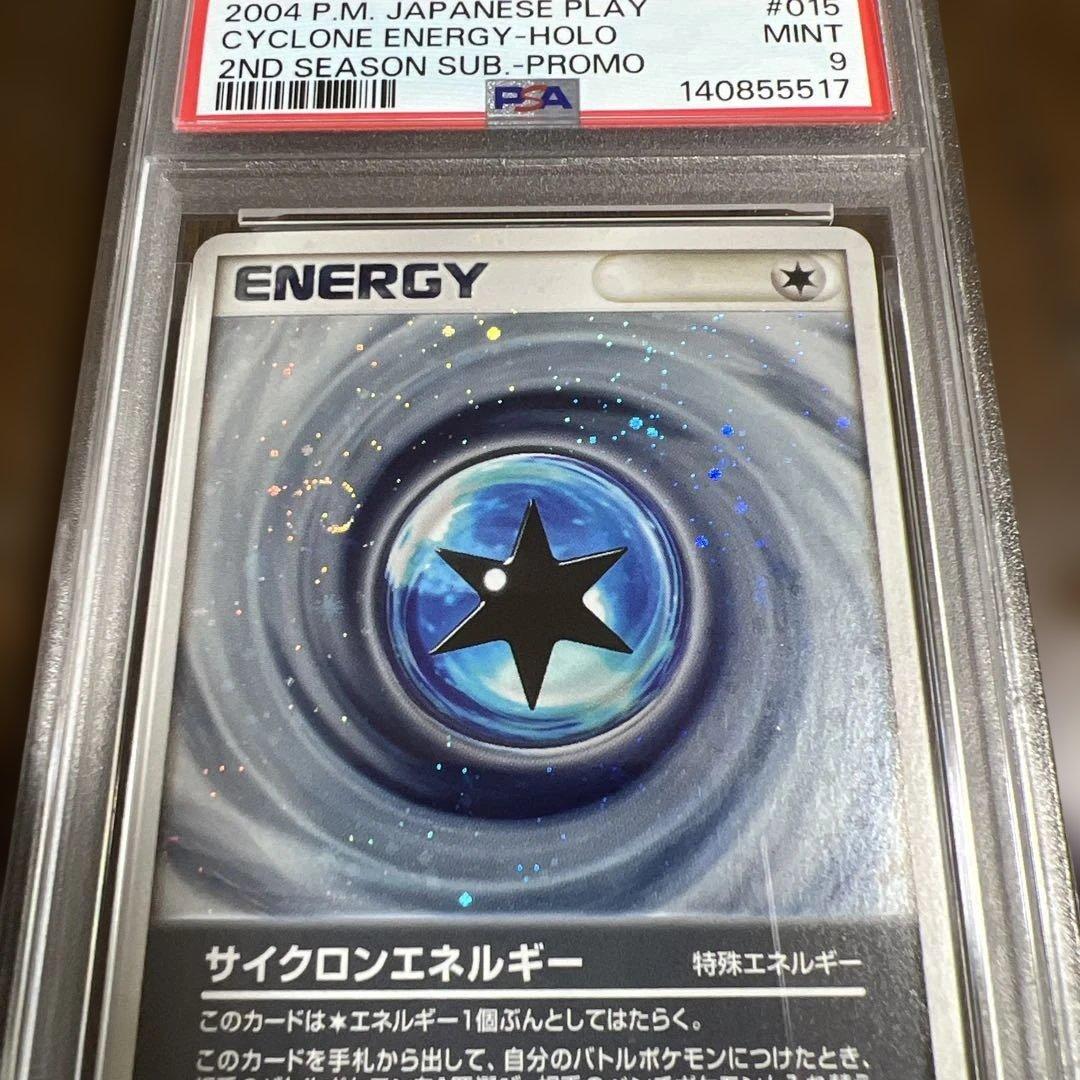 2004 P.M. JAPANESE PLAY #015
CYCLONE ENERGY-HOLO MINT
2ND SEASON SUB.-PROMO 9
PSA 140855517
ENERGY
サイクロンエネルギー 特殊エネルギー
このカードは✶エネルギー1個ぶんとしてはたらく。
このカードを手札から出して、自分のバトルポケモンにつけたとき、